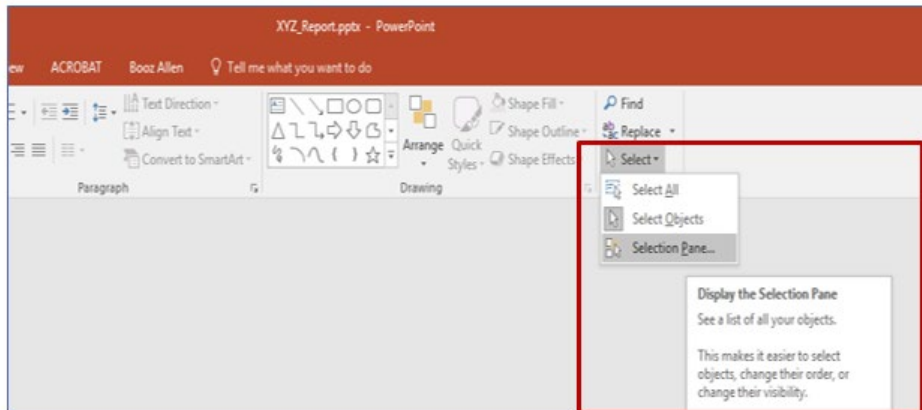 XYZ_Report.pptx - PowerPoint
ew ACROBAT Booz Allen Tell me what you want to do
Text Direction
Align Text
Convert to SmartArt
Paragraph
Arrange
Quick
Styles
Shape Fill
Shape Outline
Shape Effects
Drawing
Find
Replace
Select
Select All
Select Objects
Selection Pane...
Display the Selection Pane
See a list of all your objects.
This makes it easier to select
objects, change their order, or
change their visibility.